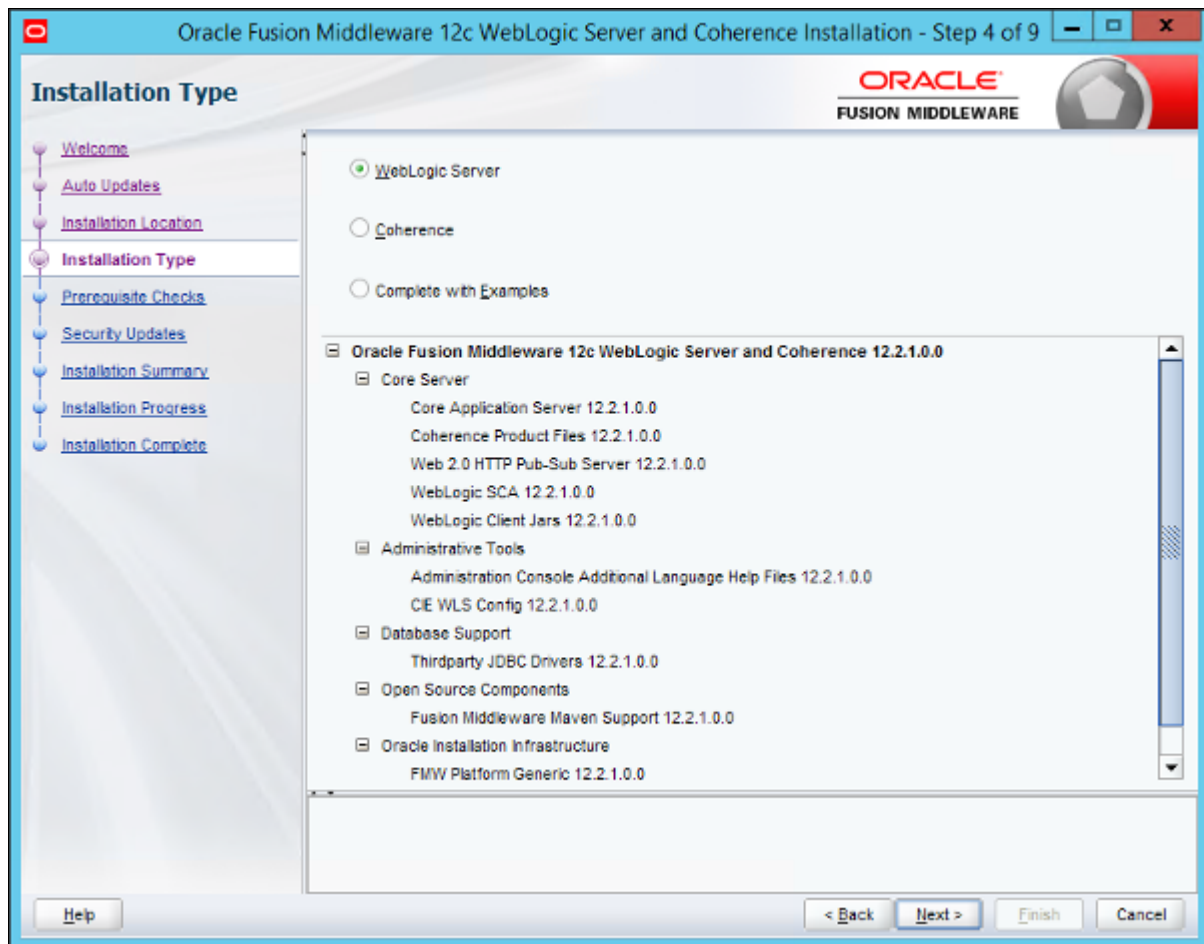 Oracle Fusion Middleware 12c WebLogic Server and Coherence Installation - Step 4 of 9
Installation Type
ORACLE
FUSION MIDDLEWARE
Welcome
Auto Updates
Installation Location
Installation Type
Prerequisite Checks
Security Updates
Installation Summary
Installation Progress
Installation Complete
WebLogic Server
Coherence
Complete with Examples
Oracle Fusion Middleware 12c WebLogic Server and Coherence 12.2.1.0.0
Core Server
Core Application Server 12.2.1.0.0
Coherence Product Files 12.2.1.0.0
Web 2.0 HTTP Pub-Sub Server 12.2.1.0.0
WebLogic SCA 12.2.1.0.0
WebLogic Client Jars 12.2.1.0.0
Administrative Tools
Administration Console Additional Language Help Files 12.2.1.0.0
CIE WLS Config 12.2.1.0.0
Database Support
Thirdparty JDBC Drivers 12.2.1.0.0
Open Source Components
Fusion Middleware Maven Support 12.2.1.0.0
Oracle Installation Infrastructure
FMW Platform Generic 12.2.1.0.0
Help
< Back
Next >
Finish
Cancel